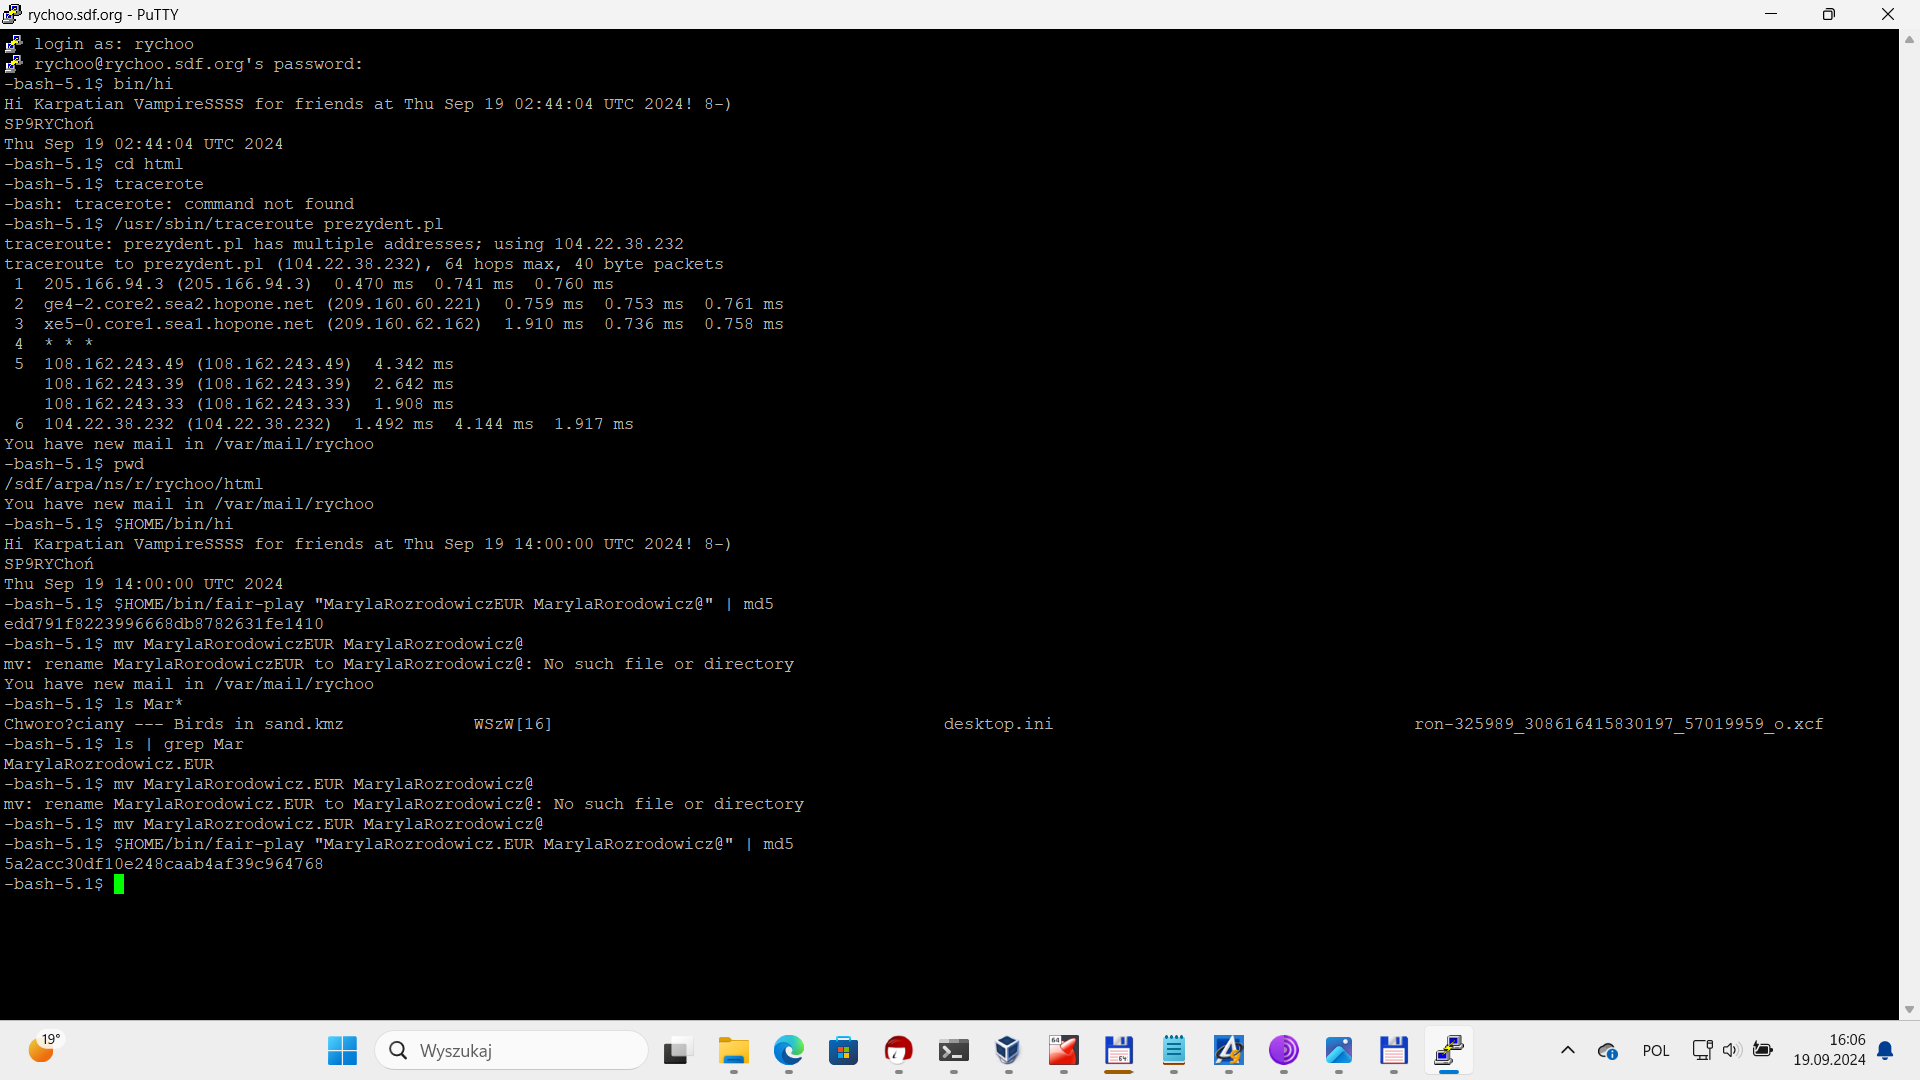 rychoo.sdf.org - PuTTY
login as: rychoo
rychoo@rychoo.sdf.org's password:
-bash-5.1$ bin/hi
Hi Karpatian VampireSSSS for friends at Thu Sep 19 02:44:04 UTC 2024! 8-)
SP9RYChoń
Thu Sep 19 02:44:04 UTC 2024
-bash-5.1$ cd html
-bash-5.1$ tracerote
-bash: tracerote: command not found
-bash-5.1$ /usr/sbin/traceroute prezydent.pl
traceroute: prezydent.pl has multiple addresses; using 104.22.38.232
traceroute to prezydent.pl (104.22.38.232), 64 hops max, 40 byte packets
1 205.166.94.3 (205.166.94.3) 0.470 ms 0.741 ms 0.760 ms
2 ge4-2.core2.sea2.hopone.net (209.160.60.221) 0.759 ms 0.753 ms 0.761 ms
3 xe5-0.core1.sea1.hopone.net (209.160.62.162) 1.910 ms 0.736 ms 0.758 ms
4 * * *
5 108.162.243.49 (108.162.243.49) 4.342 ms
108.162.243.39 (108.162.243.39) 2.642 ms
108.162.243.33 (108.162.243.33) 1.908 ms
6 104.22.38.232 (104.22.38.232) 1.492 ms 4.144 ms 1.917 ms
You have new mail in /var/mail/rychoo
-bash-5.1$ pwd
/sdf/arpa/ns/r/rychoo/html
You have new mail in /var/mail/rychoo
-bash-5.1$ $HOME/bin/hi
Hi Karpatian VampireSSSS for friends at Thu Sep 19 14:00:00 UTC 2024! 8-)
SP9RYChoń
Thu Sep 19 14:00:00 UTC 2024
-bash-5.1$ $HOME/bin/fair-play "MarylaRozrodowiczEUR MarylaRorodowicz@" | md5
edd791f8223996668db8782631fe1410
-bash-5.1$ mv MarylaRorodowiczEUR MarylaRozrodowicz@
mv: rename MarylaRorodowiczEUR to MarylaRozrodowicz@: No such file or directory
You have new mail in /var/mail/rychoo
-bash-5.1$ ls Mar*
Chworo?ciany --- Birds in sand.kmz WSzW[16] desktop.ini ron-325989_308616415830197_57019959_o.xcf
-bash-5.1$ ls | grep Mar
MarylaRozrodowicz.EUR
-bash-5.1$ mv MarylaRorodowicz.EUR MarylaRozrodowicz@
mv: rename MarylaRorodowicz.EUR to MarylaRozrodowicz@: No such file or directory
-bash-5.1$ mv MarylaRozrodowicz.EUR MarylaRozrodowicz@
-bash-5.1$ $HOME/bin/fair-play "MarylaRozrodowicz.EUR MarylaRozrodowicz@" | md5
5a2acc30df10e248caab4af39c964768
-bash-5.1$
19°
Wyszukaj
64
64
POL
16:06
19.09.2024